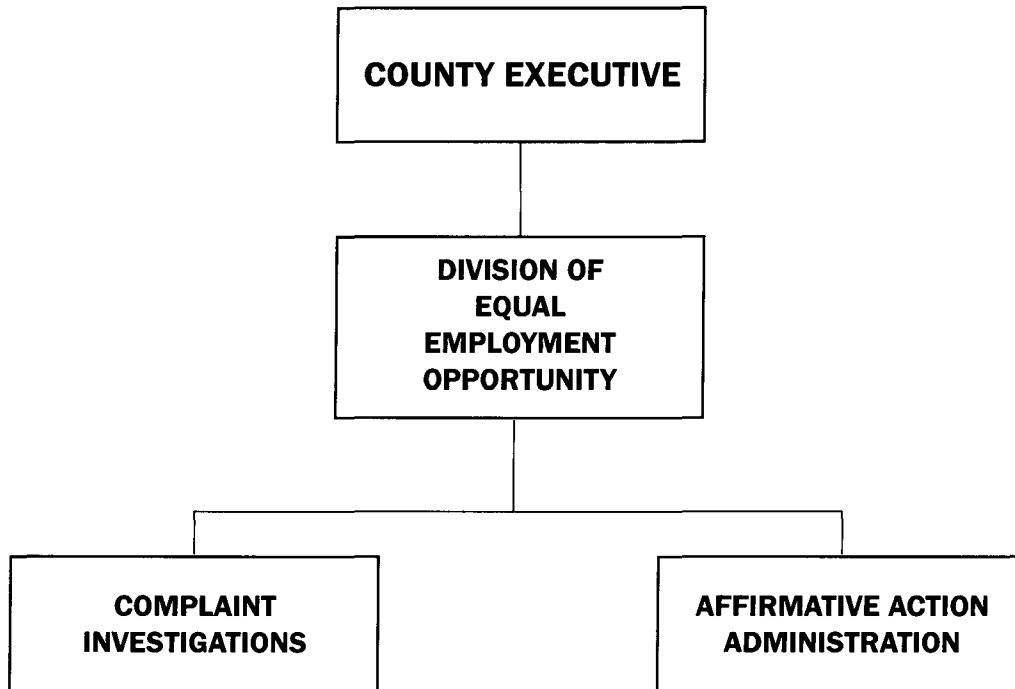 COUNTY EXECUTIVE
DIVISION OF
EQUAL
EMPLOYMENT
OPPORTUNITY
COMPLAINT
INVESTIGATIONS
AFFIRMATIVE ACTION
ADMINISTRATION